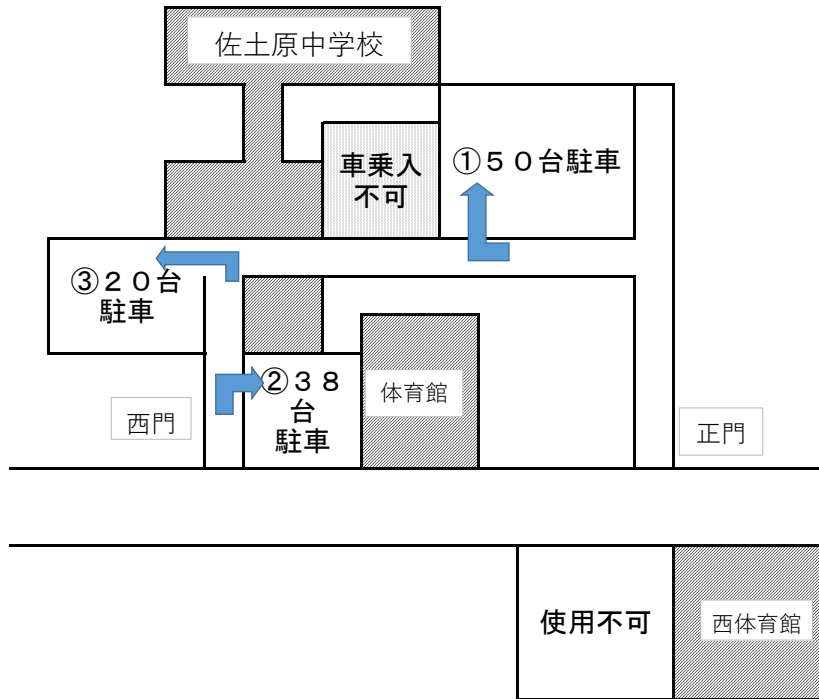 佐土原中学校
車乗入
不可
①５０台駐車
③２０台
駐車
②３８
台
駐車
体育館
西門
正門
使用不可
西体育館